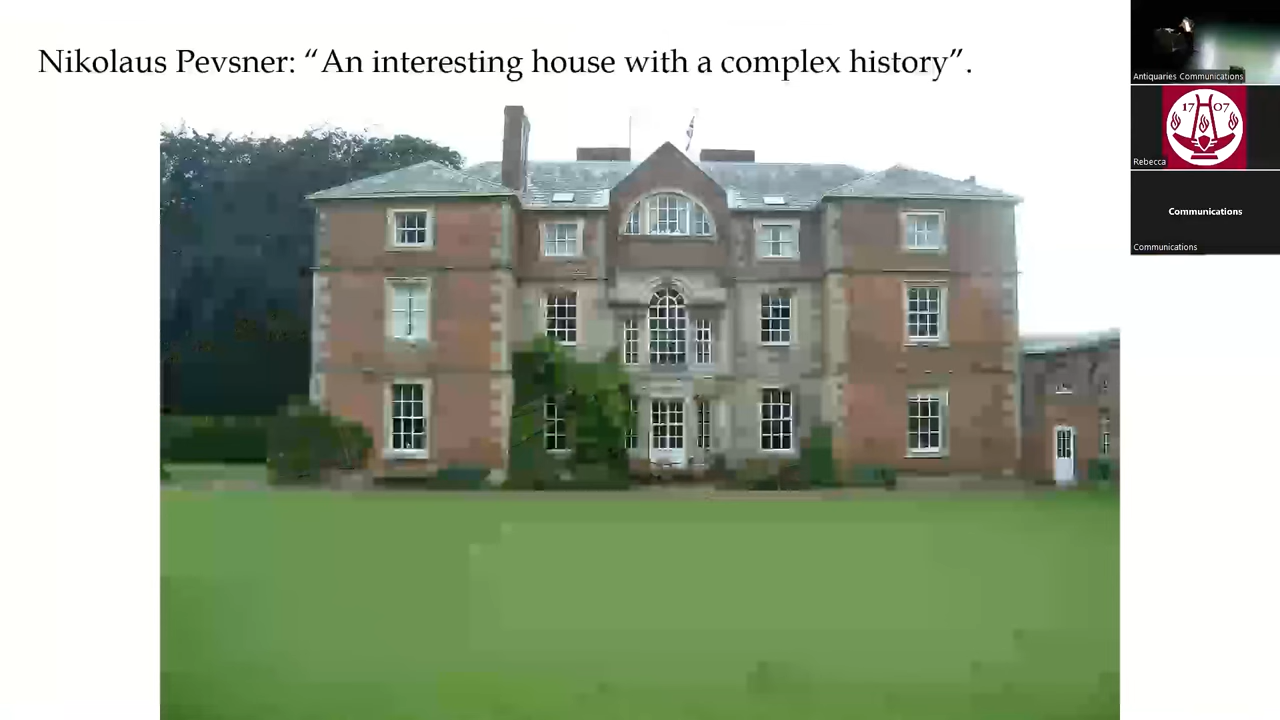 Nikolaus Pevsner: “An interesting house with a complex history”.
Antiquaries Communications
17 07
Rebecca
Communications
Communications